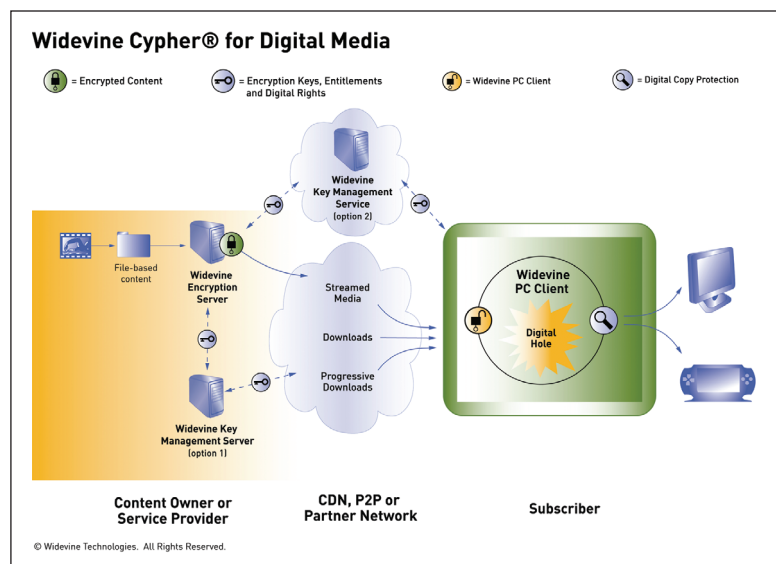 Widevine Cypher® for Digital Media
= Encrypted Content
= Encryption Keys, Entitlements
and Digital Rights
= Widevine PC Client
= Digital Copy Protection
Widevine
Key Management
Service
(option 2)
File-based
content
Widevine
Encryption
Server
Streamed
Media
Downloads
Progressive
Downloads
Widevine
PC Client
Digital
Hole
Widevine Key
Management Server
(option 1)
Content Owner or
Service Provider
CDN, P2P or
Partner Network
Subscriber
© Widevine Technologies. All Rights Reserved.